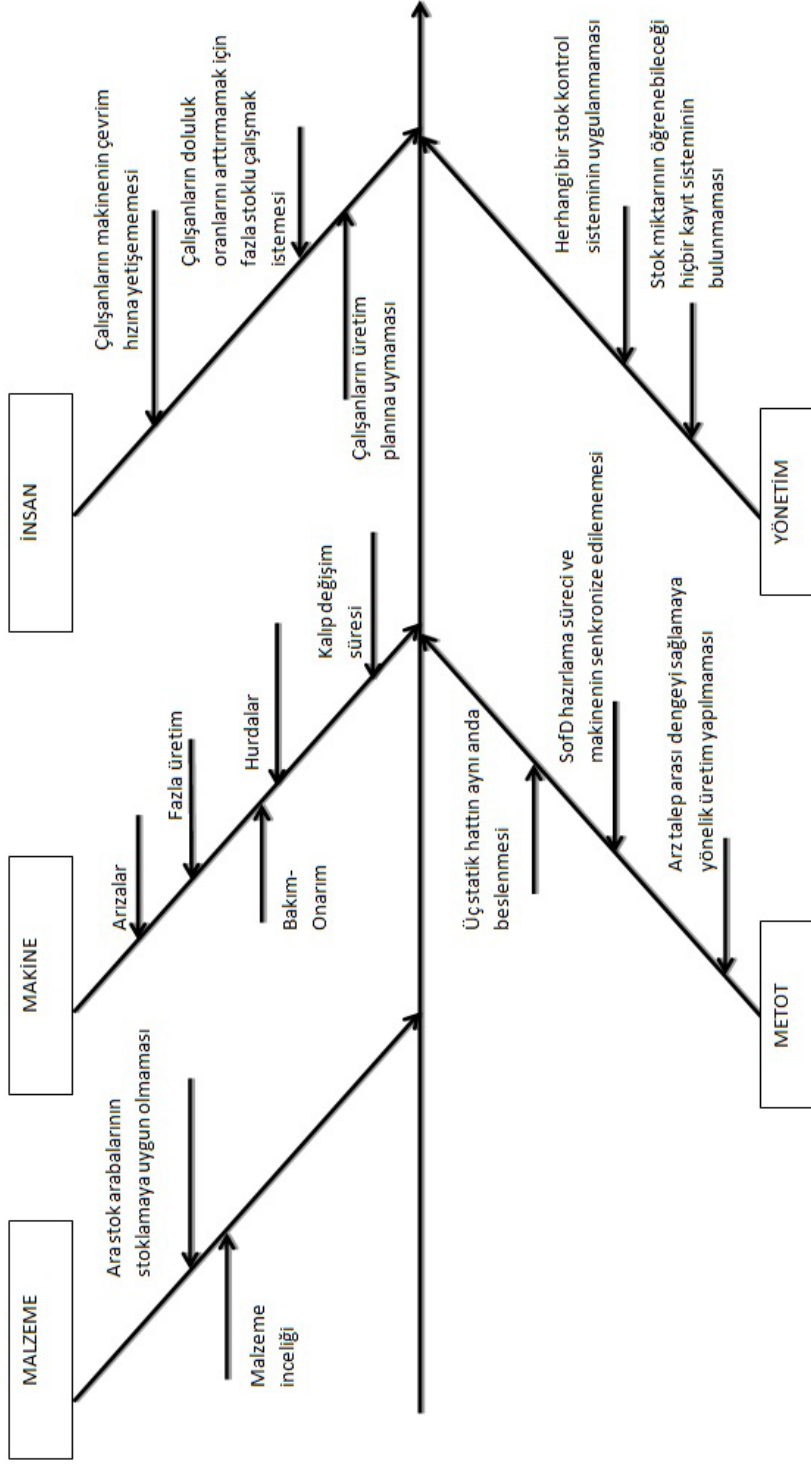 MALZEME
MAKİNE
İNSAN
Ara stok arabalarının
stoklamaya uygun olmaması
Malzeme
inceliği
Arızalar
Fazla üretim
Bakım-
Onarım
Hurdalar
Kalıp değişim
süresi
Çalışanların makinenin çevrim
hızına yetişememesi
Çalışanların doluluk
oranlarını arttırmamak için
fazla stoklu çalışmak
istemesi
Çalışanların üretim
planına uymaması
Üç statik hattın aynı anda
beslenmesi
SofD hazırlama süreci ve
makinenin senkronize edilememesi
Arz talep arası dengeyi sağlamaya
yönelik üretim yapılmaması
Herhangi bir stok kontrol
sisteminin uygulanmaması
Stok miktarının öğrenebileceği
hiçbir kayıt sisteminin
bulunmaması
METOT
YÖNETİM